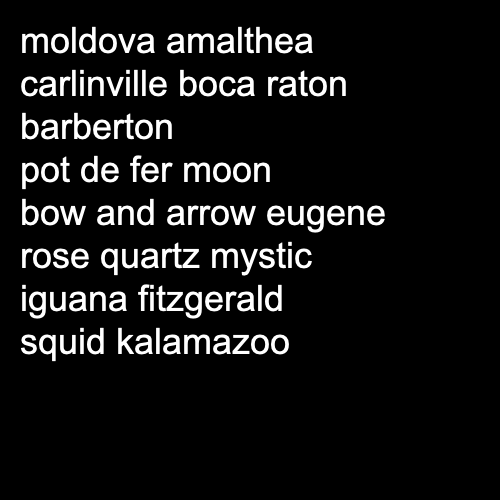 moldova amalthea
carlinville boca raton
barberton
pot de fer moon
bow and arrow eugene
rose quartz mystic
iguana fitzgerald
squid kalamazoo